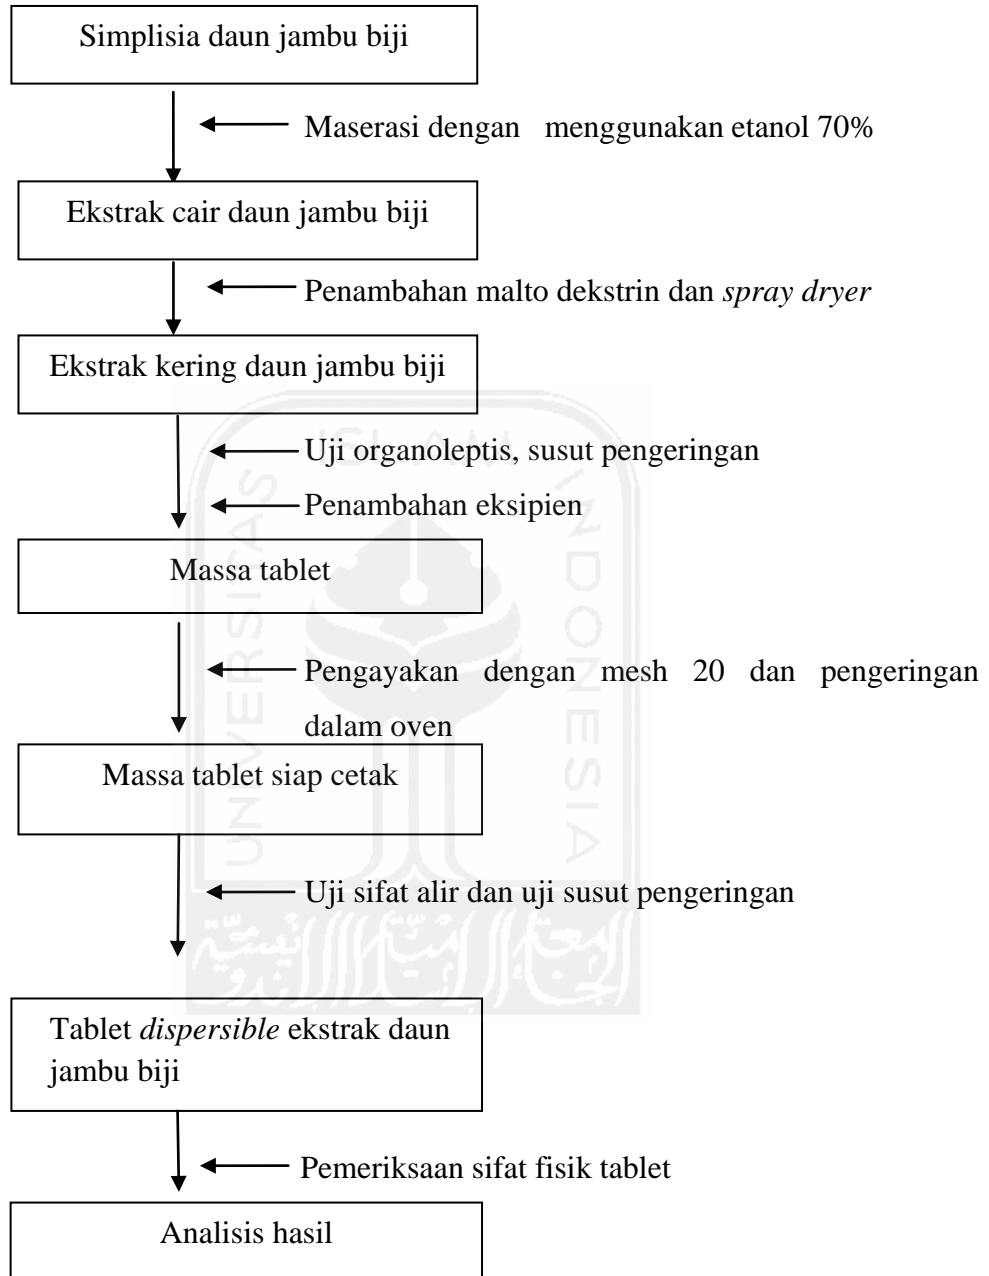 Simplisia daun jambu biji
Maserasi dengan menggunakan etanol 70%
Ekstrak cair daun jambu biji
Penambahan malto dekstrin dan spray dryer
Ekstrak kering daun jambu biji
Uji organoleptis, susut pengeringan
Penambahan eksipien
Massa tablet
Pengayakan dengan mesh 20 dan pengeringan
dalam oven
Massa tablet siap cetak
Uji sifat alir dan uji susut pengeringan
Tablet dispersible ekstrak daun
jambu biji
Pemeriksaan sifat fisik tablet
Analisis hasil
UNIVERSITAS
ISLAM
INDONESIA